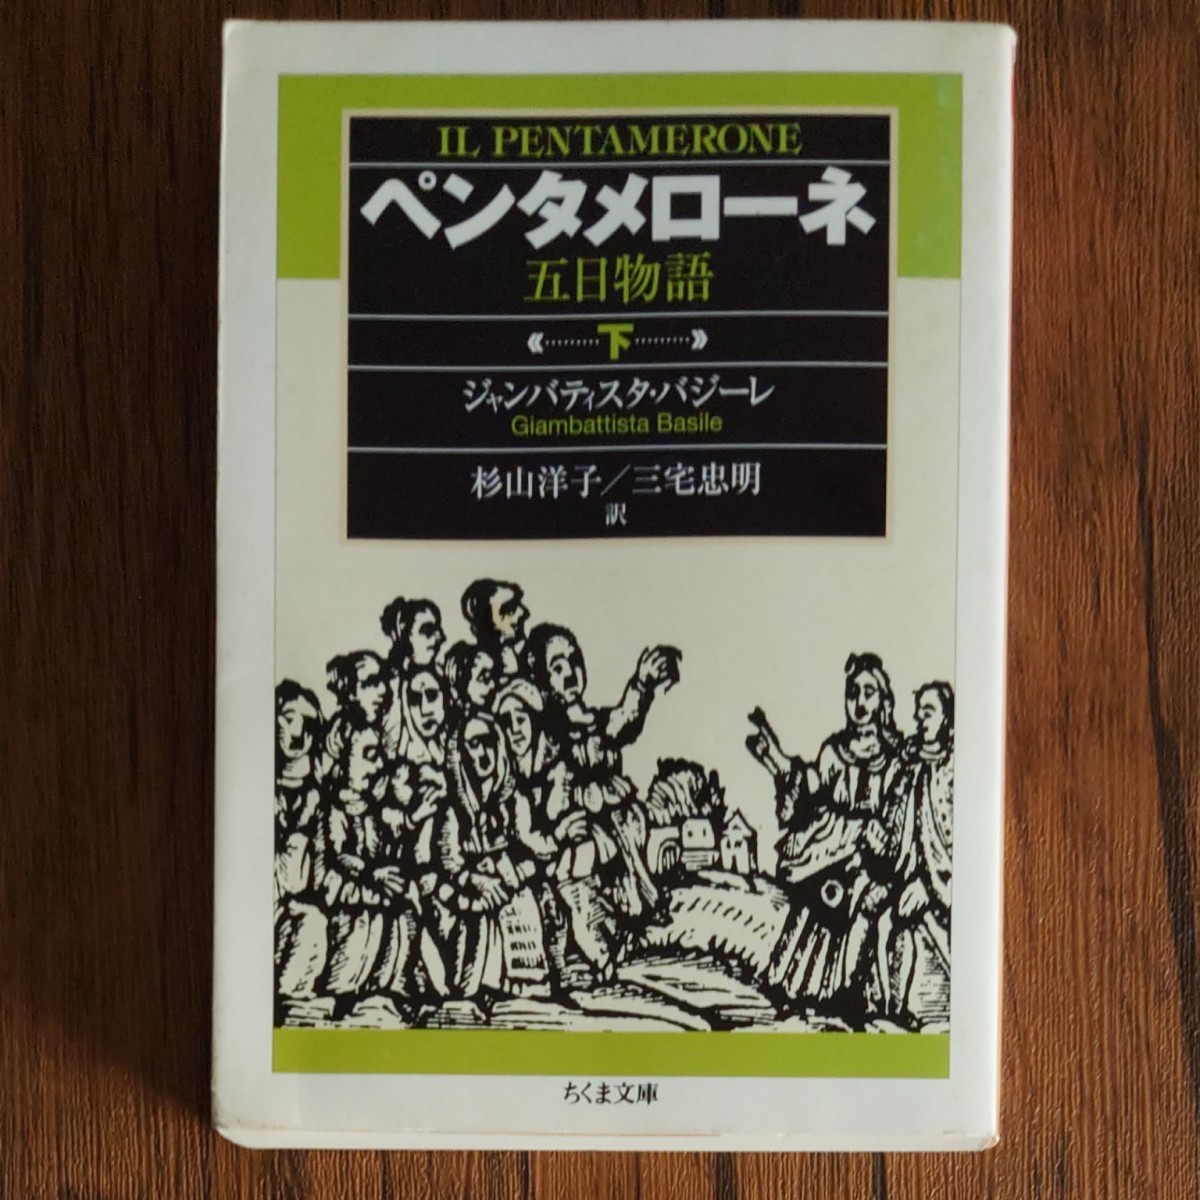 IL PENTAMERONE
ペンタメローネ
五日物語
《………下………》
ジャンバティスタ・バジーレ
Giambattista Basile
杉山洋子／三宅忠明
訳
ちくま文庫